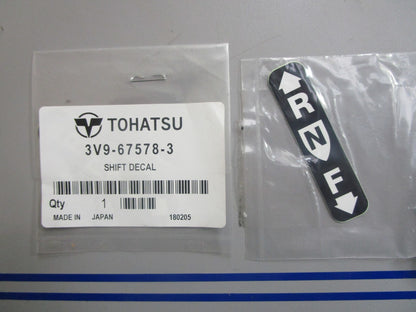 TOHATSU
3V9-67578-3
SHIFT DECAL
Qty 1
MADE IN JAPAN 180205
R
N
F